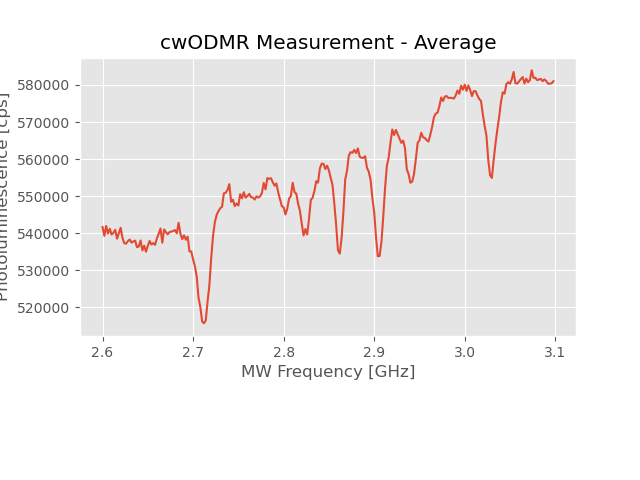 cwODMR Measurement - Average
Photoluminescence [cps]
580000
570000
560000
550000
540000
530000
520000
2.6 2.7 2.8 2.9 3.0 3.1
MW Frequency [GHz]